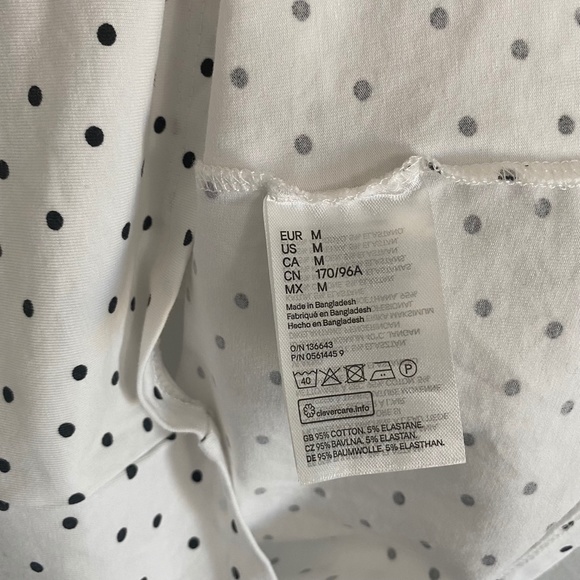 EUR M
US M
CA M
CN 170/96A
MX M
Made in Bangladesh
Fabriqué en Bangladesh
Hecho en Bangladesh
O/N 136643
P/N 0561445 9
40 P
clevercare.info
GB 95% COTTON, 5% ELASTANE.
CZ 95% BAVLNA, 5% ELASTAN.
DE 95% BAUMWOLLE, 5% ELASTHAN.